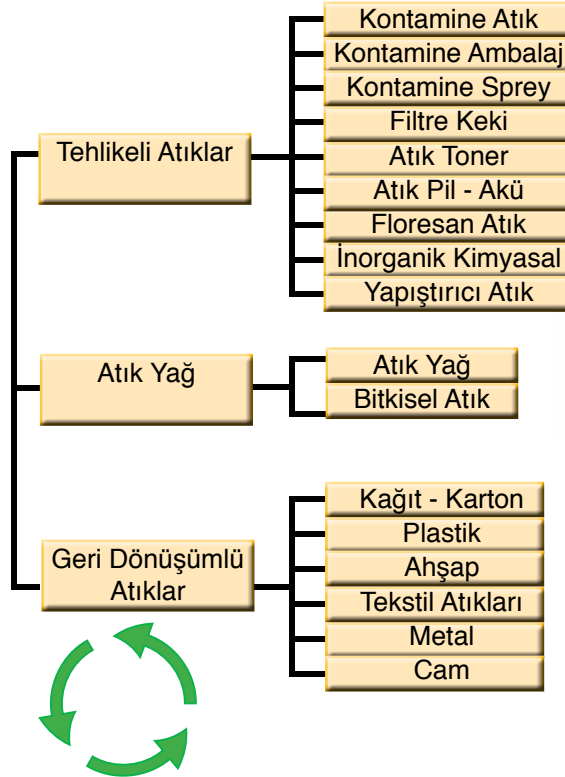 Tehlikeli Atıklar
Kontamine Atık
Kontamine Ambalaj
Kontamine Sprey
Filtre Keki
Atık Toner
Atık Pil - Akü
Floresan Atık
İnorganik Kimyasal
Yapıştırıcı Atık
Atık Yağ
Atık Yağ
Bitkisel Atık
Geri Dönüşümlü
Atıklar
Kağıt - Karton
Plastik
Ahşap
Tekstil Atıkları
Metal
Cam